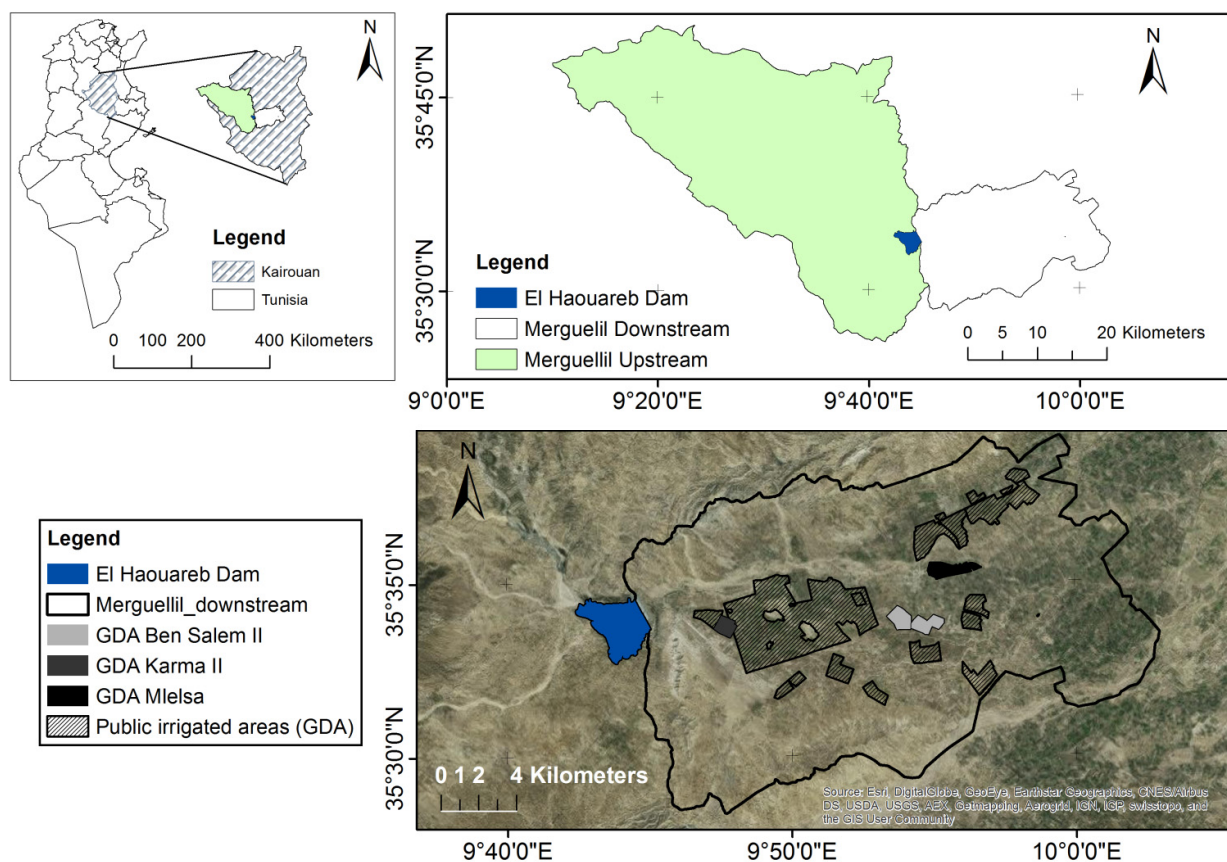 N
Legend
Kairouan
Tunisia
0 100 200 400 Kilometers
N
35°45'0"N
35°30'0"N
Legend
El Haouareb Dam
Merguelil Downstream
Merguellil Upstream
0 5 10 20 Kilometers
9°0'0"E 9°20'0"E 9°40'0"E 10°0'0"E
N
Legend
El Haouareb Dam
Merguellil_downstream
GDA Ben Salem II
GDA Karma II
GDA Mlelsa
Public irrigated areas (GDA)
35°35'0"N
35°30'0"N
0 1 2 4 Kilometers
Source: Esri, DigitalGlobe, GeoEye, Earthstar Geographics, CNES/Airbus
DS, USDA, USGS, AEX, Getmapping, Aerogrid, IGN, IGP, swisstopo, and
the GIS User Community
9°40'0"E 9°50'0"E 10°0'0"E